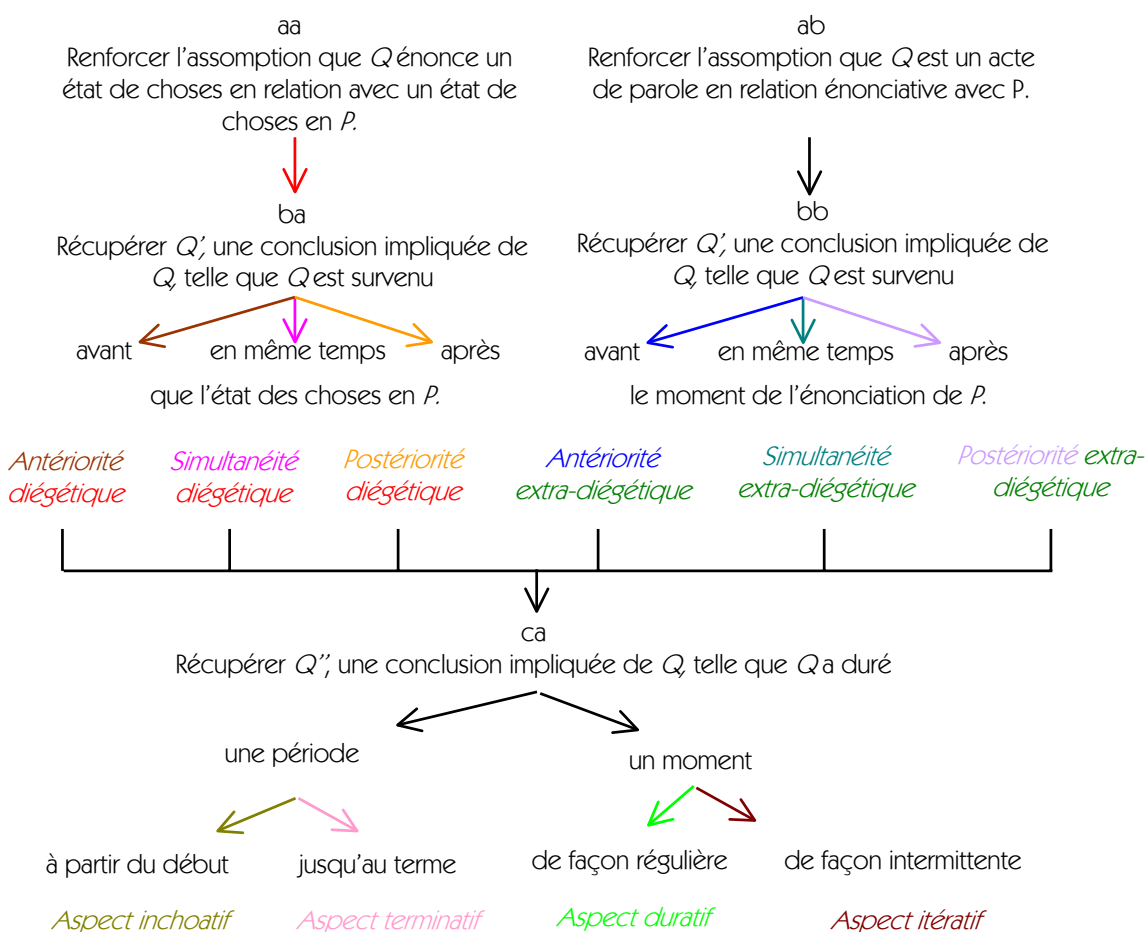 aa
Renforcer l'assomption que Q énonce un
état de choses en relation avec un état de
choses en P.
ab
Renforcer l'assomption que Q est un acte
de parole en relation énonciative avec P.
ba
Récupérer Q', une conclusion impliquée de
Q, telle que Q est survenu
bb
Récupérer Q', une conclusion impliquée de
Q, telle que Q est survenu
avant en même temps après
que l'état des choses en P.
avant en même temps après
le moment de l'énonciation de P.
Antériorité
diégétique
Simultanéité
diégétique
Postériorité
diégétique
Antériorité
extra-diégétique
Simultanéité
extra-diégétique
Postériorité extra-
diégétique
ca
Récupérer Q'', une conclusion impliquée de Q, telle que Q a duré
une période
un moment
à partir du début
jusqu'au terme
de façon régulière
de façon intermittente
Aspect inchoatif
Aspect terminatif
Aspect duratif
Aspect itératif